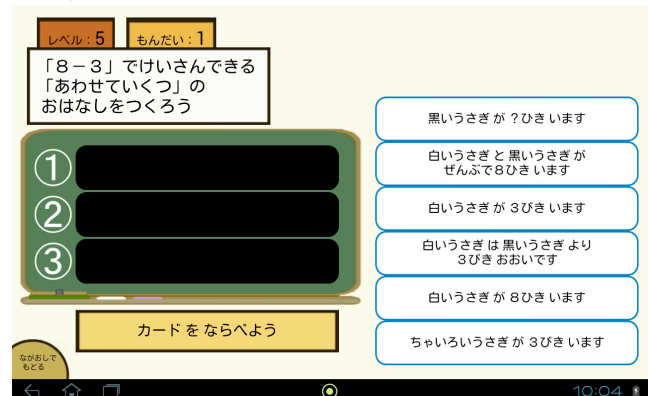 レベル：5
もんだい：1
「８－３」でけいさんできる
「あわせていくつ」の
おはなしをつくろう
①
②
③
カード を ならべよう
ながおしで
もどる
黒いうさぎ が ？ひき います
白いうさぎ と 黒いうさぎ が
ぜんぶで８ひき います
白いうさぎ が ３びき います
白いうさぎ は 黒いうさぎ より
３びき おおいです
白いうさぎ が ８ひき います
ちゃいろいうさぎ が ３びき います
10:04